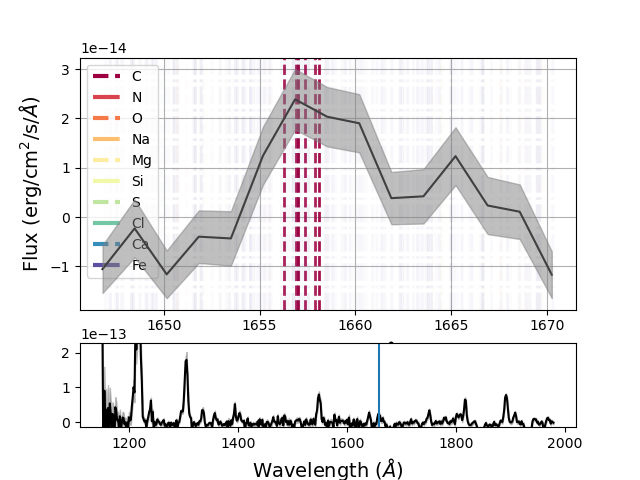 1e−14
3
2
1
0
−1
Flux (erg/cm²/s/Å)
C
N
O
Na
Mg
Si
S
Cl
Ca
Fe
1650
1655
1660
1665
1670
1e−13
2
1
0
1200
1400
1600
1800
2000
Wavelength (Å)